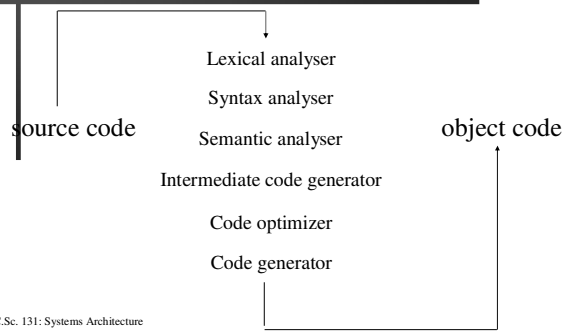 Lexical analyser
Syntax analyser
source code
object code
Semantic analyser
Intermediate code generator
Code optimizer
Code generator
.Sc. 131: Systems Architecture